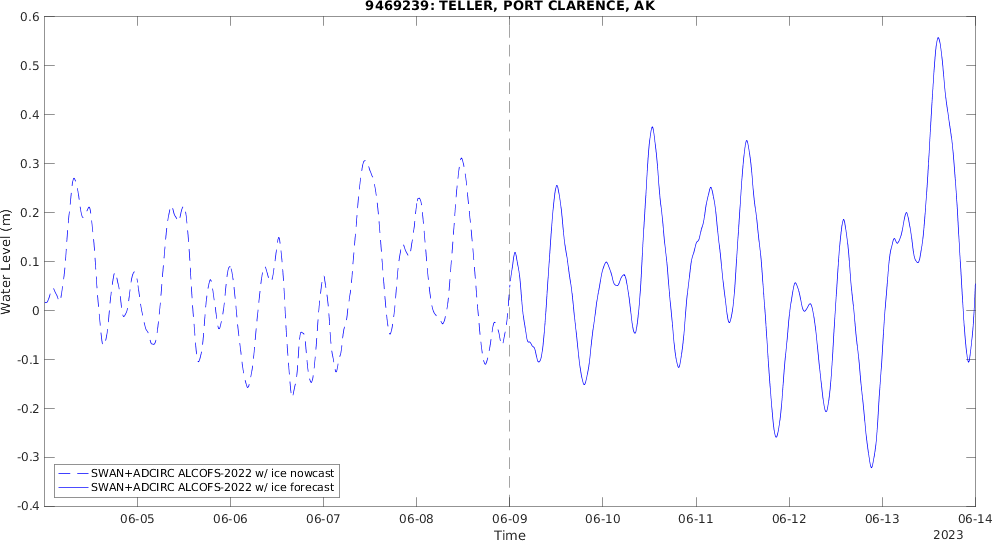 9469239: TELLER, PORT CLARENCE, AK
0.6
0.5
0.4
0.3
0.2
0.1
0
-0.1
-0.2
-0.3
-0.4
Water Level (m)
SWAN+ADCIRC ALCOFS-2022 w/ ice nowcast
SWAN+ADCIRC ALCOFS-2022 w/ ice forecast
06-05 06-06 06-07 06-08 06-09 06-10 06-11 06-12 06-13 06-14
Time
2023